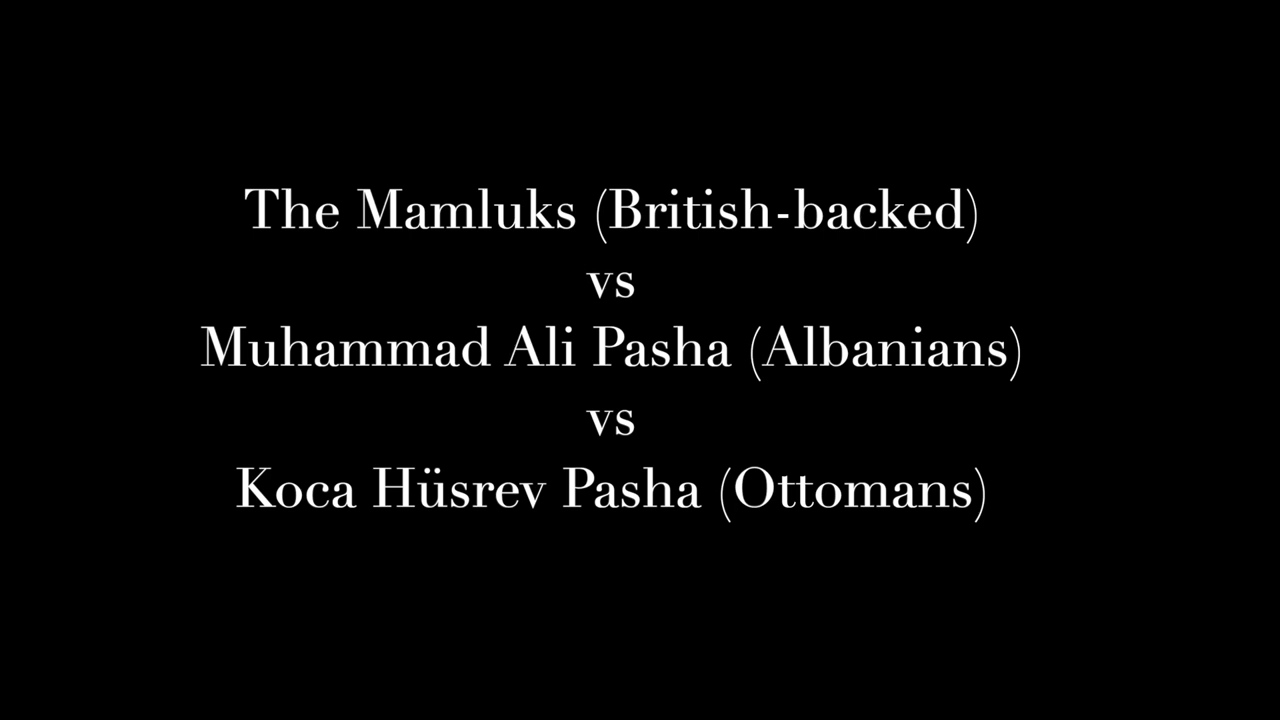 The Mamluks (British-backed)
vs
Muhammad Ali Pasha (Albanians)
vs
Koca Hüsrev Pasha (Ottomans)